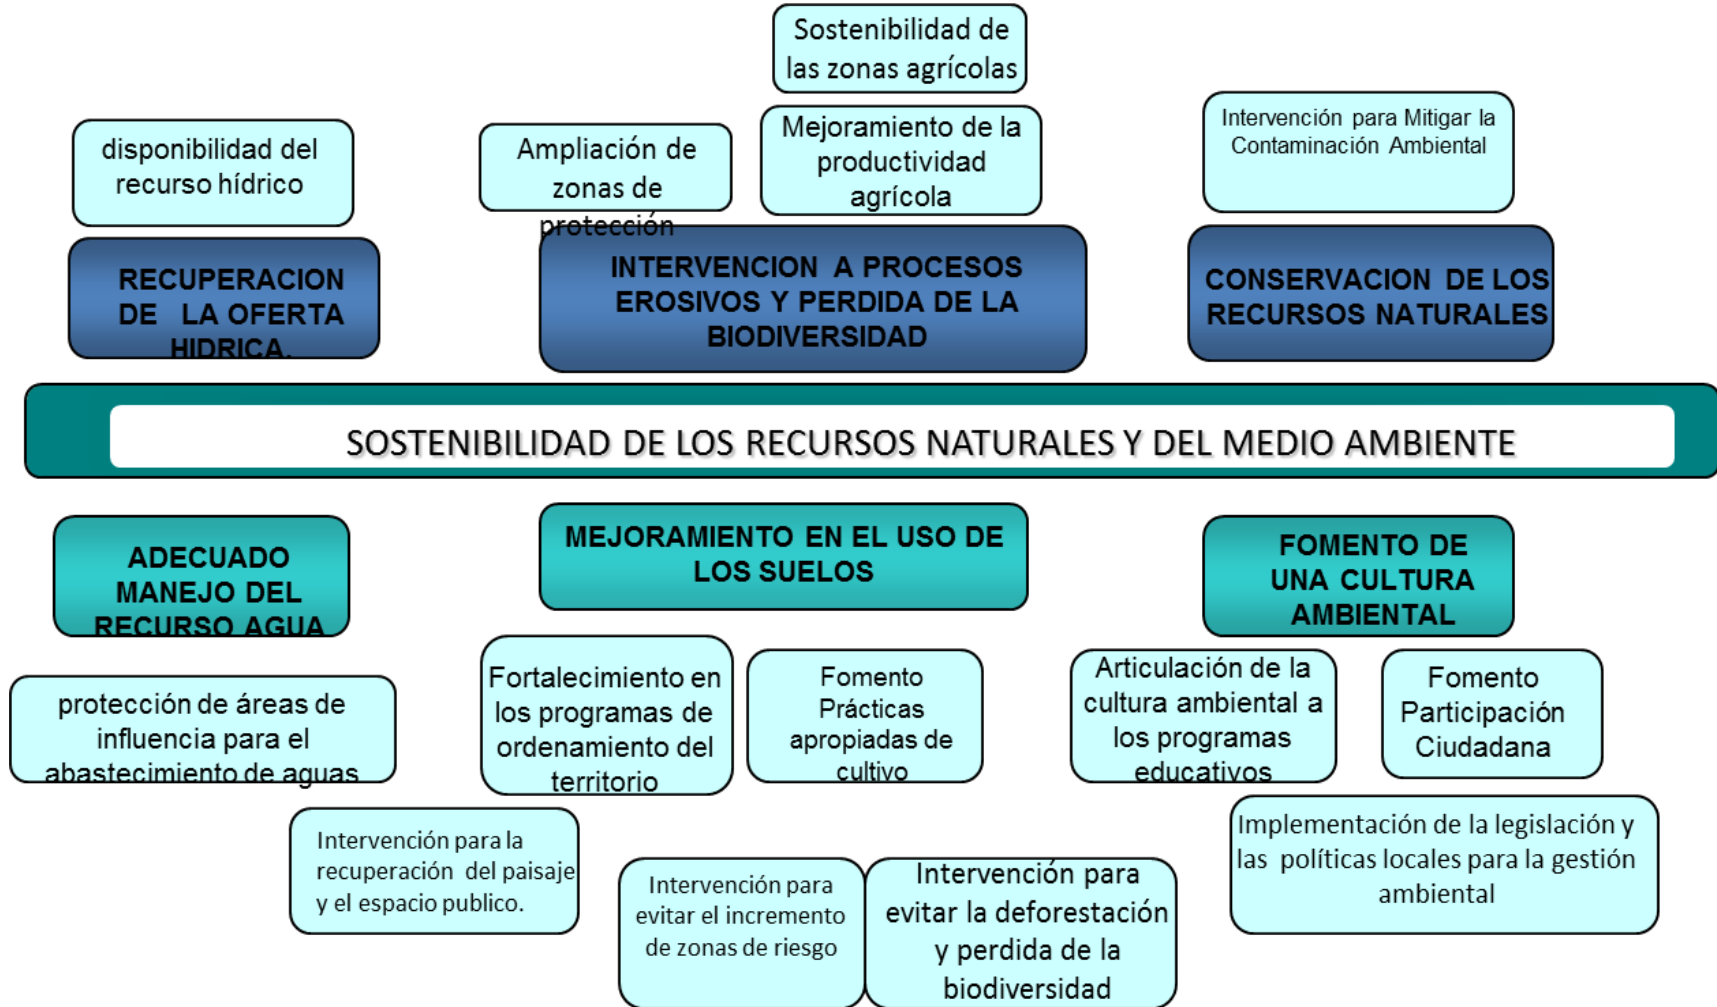 Sostenibilidad de
las zonas agrícolas
disponibilidad del
recurso hídrico
Ampliación de
zonas de
protección
Mejoramiento de la
productividad
agrícola
Intervención para Mitigar la
Contaminación Ambiental
RECUPERACION
DE LA OFERTA
HIDRICA.
INTERVENCION A PROCESOS
EROSIVOS Y PERDIDA DE LA
BIODIVERSIDAD
CONSERVACION DE LOS
RECURSOS NATURALES
SOSTENIBILIDAD DE LOS RECURSOS NATURALES Y DEL MEDIO AMBIENTE
ADECUADO
MANEJO DEL
RECURSO AGUA
MEJORAMIENTO EN EL USO DE
LOS SUELOS
FOMENTO DE
UNA CULTURA
AMBIENTAL
protección de áreas de
influencia para el
abastecimiento de aguas
Fortalecimiento en
los programas de
ordenamiento del
territorio
Fomento
Prácticas
apropiadas de
cultivo
Articulación de la
cultura ambiental a
los programas
educativos
Fomento
Participación
Ciudadana
Intervención para la
recuperación del paisaje
y el espacio publico.
Intervención para
evitar el incremento
de zonas de riesgo
Intervención para
evitar la deforestación
y perdida de la
biodiversidad
Implementación de la legislación y
las políticas locales para la gestión
ambiental